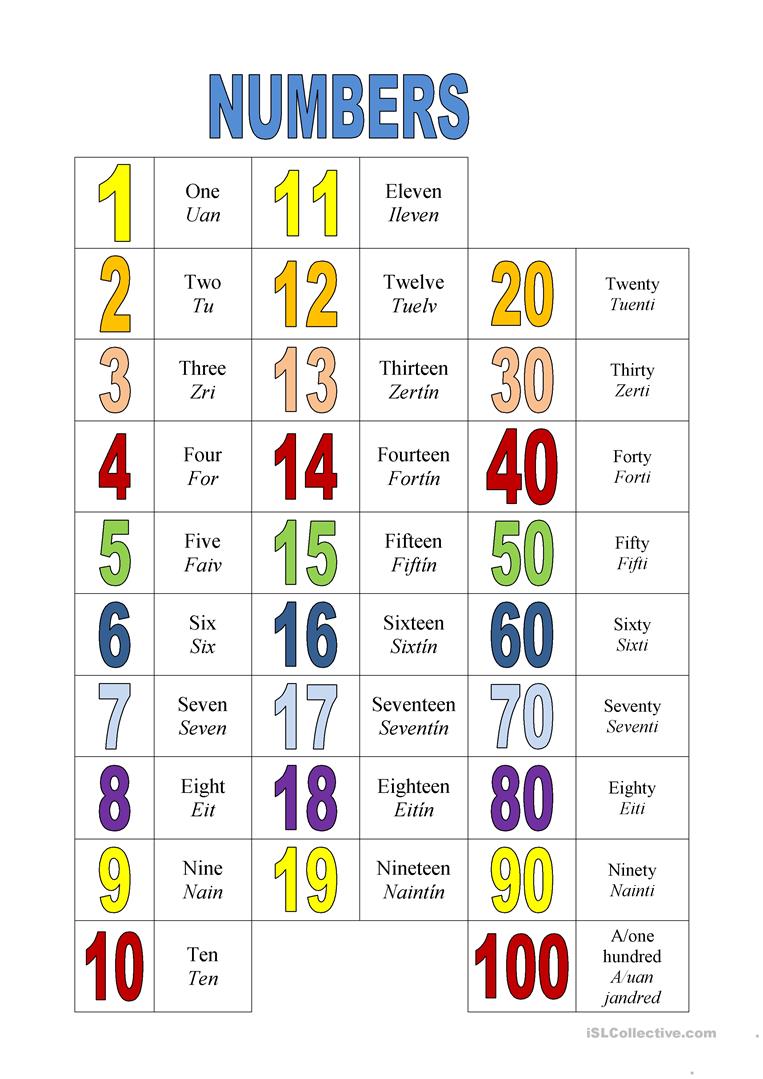 NUMBERS
1 One 11 Eleven
Uan Ileven
2 Two 12 Twelve 20 Twenty
Tu Tuelv Tuenti
3 Three 13 Thirteen 30 Thirty
Zri Zertín Zerti
4 Four 14 Fourteen 40 Forty
For Fortín Forti
5 Five 15 Fifteen 50 Fifty
Faiv Fiftín Fifti
6 Six 16 Sixteen 60 Sixty
Six Sixtín Sixti
7 Seven 17 Seventeen 70 Seventy
Seven Seventín Seventi
8 Eight 18 Eighteen 80 Eighty
Eit Eitín Eiti
9 Nine 19 Nineteen 90 Ninety
Nain Naintín Nainti
10 Ten 100 A/one
hundred
Ten A/uan
jandred
iSLCollective.com